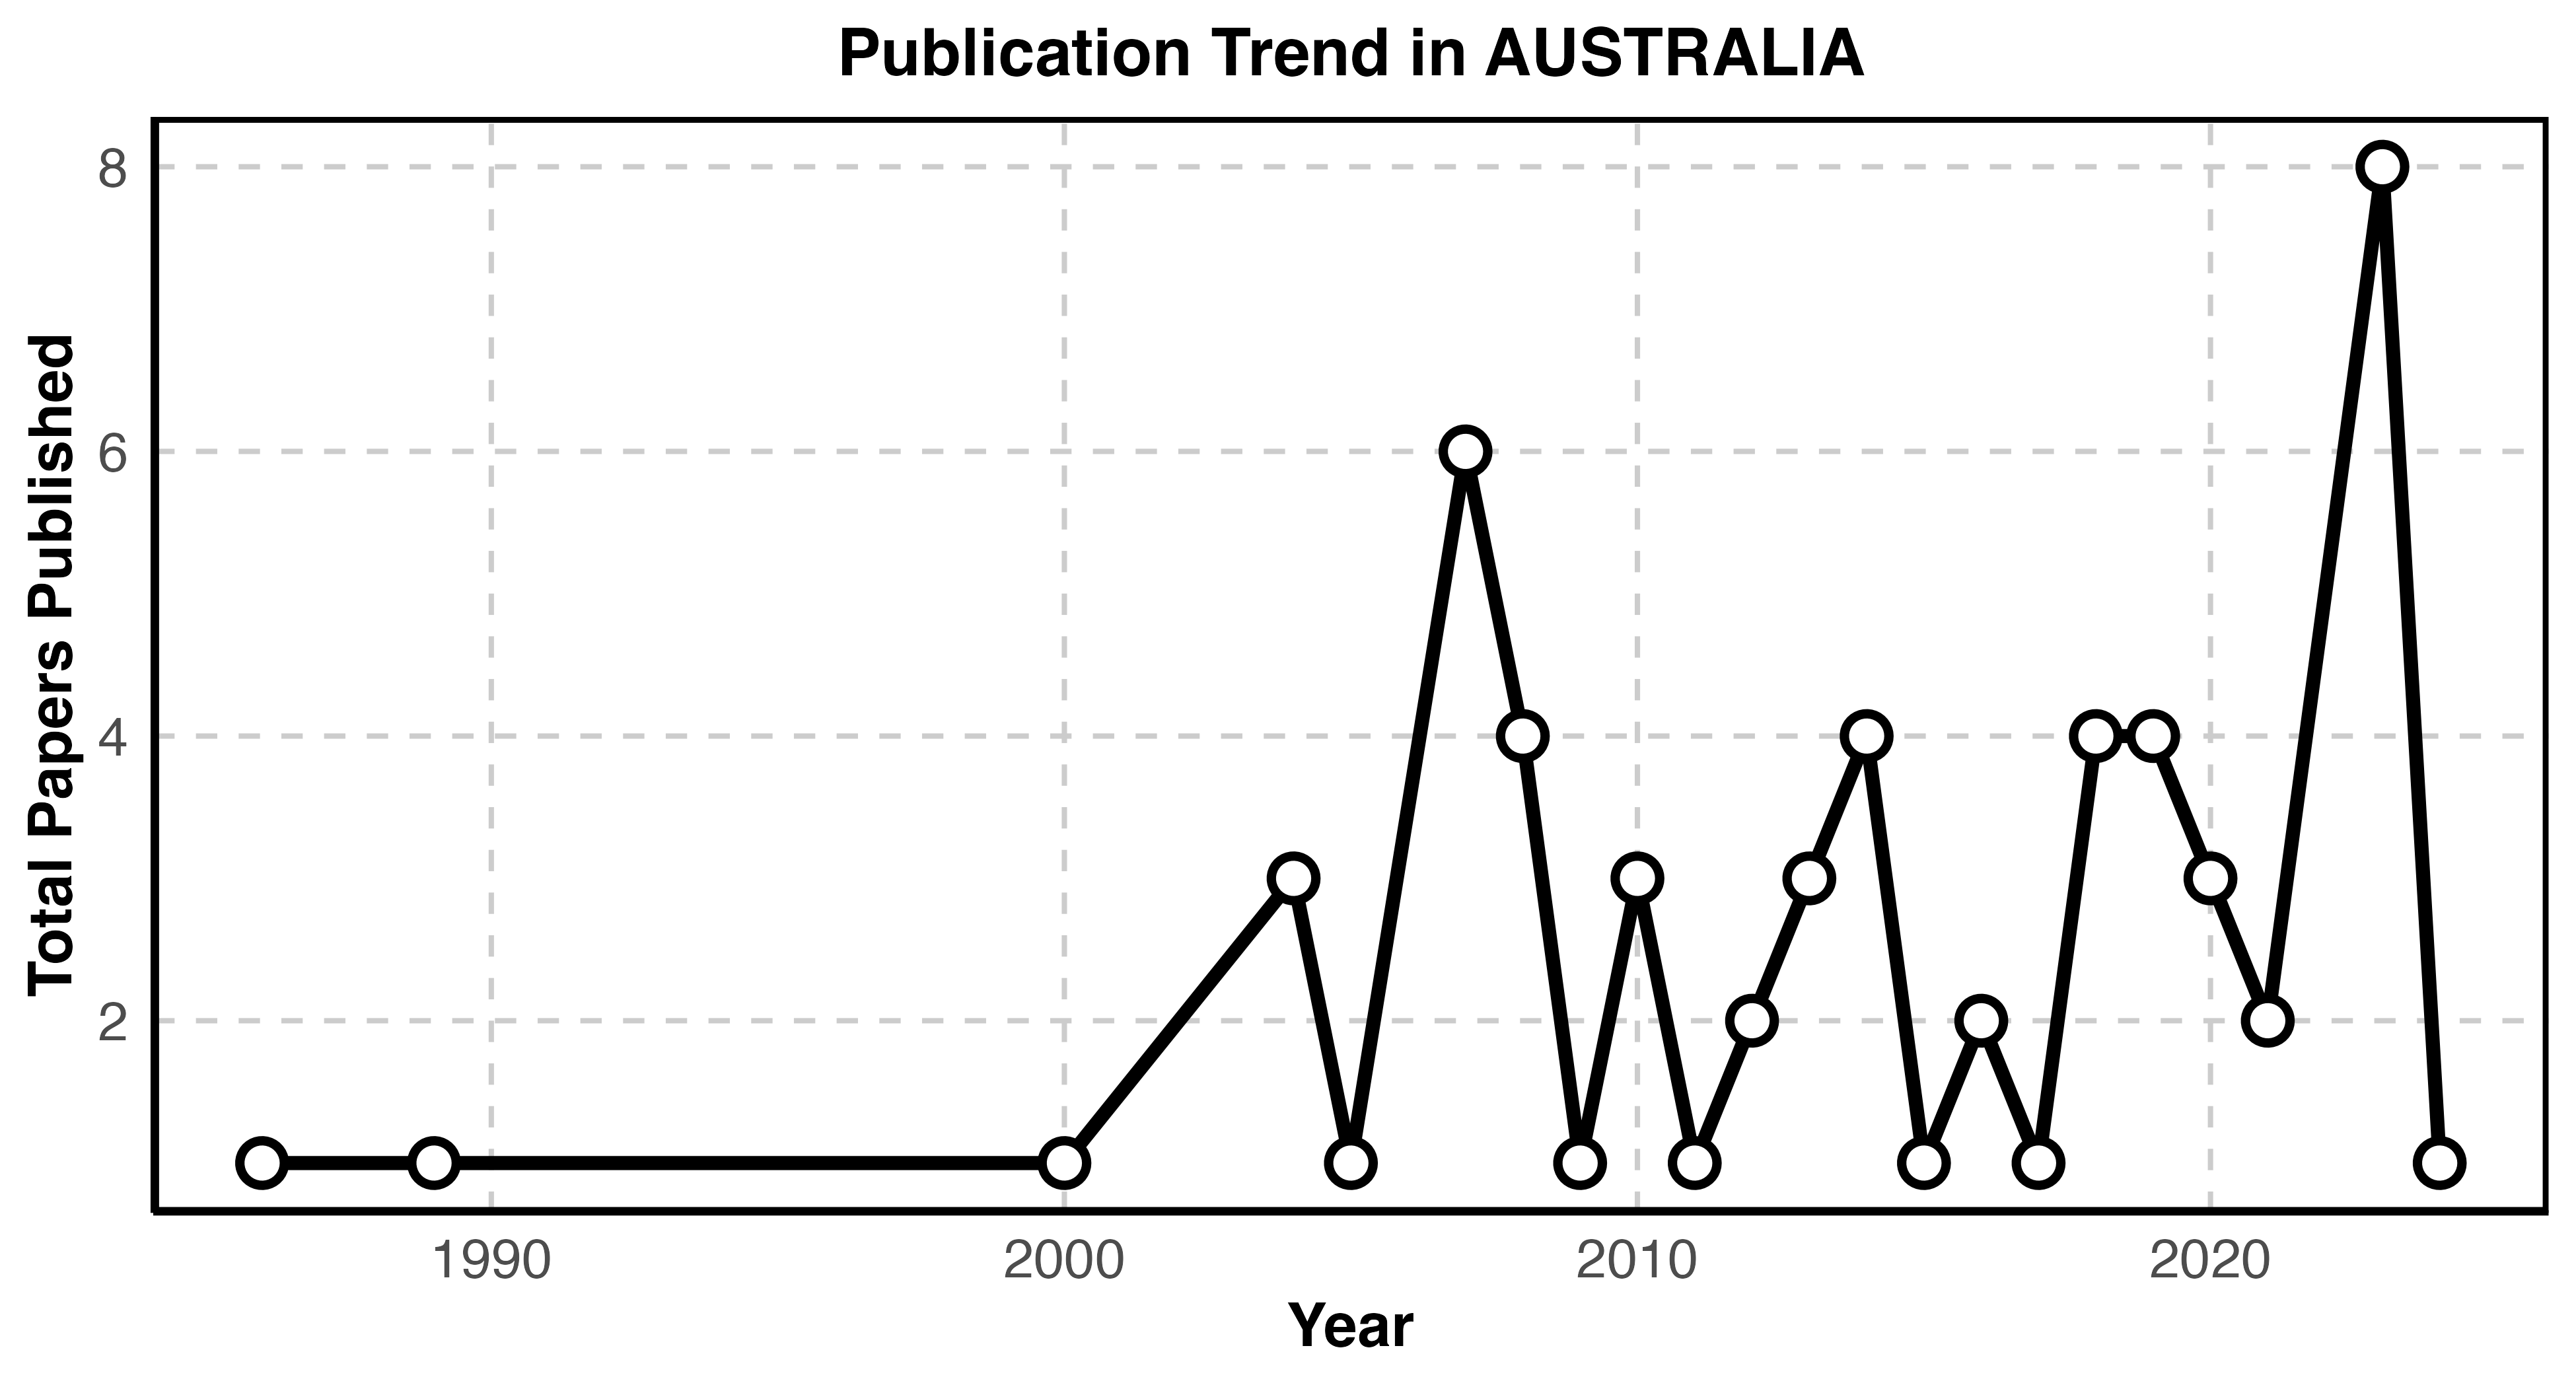 Publication Trend in AUSTRALIA
Total Papers Published
8
6
4
2
1990 2000 2010 2020
Year